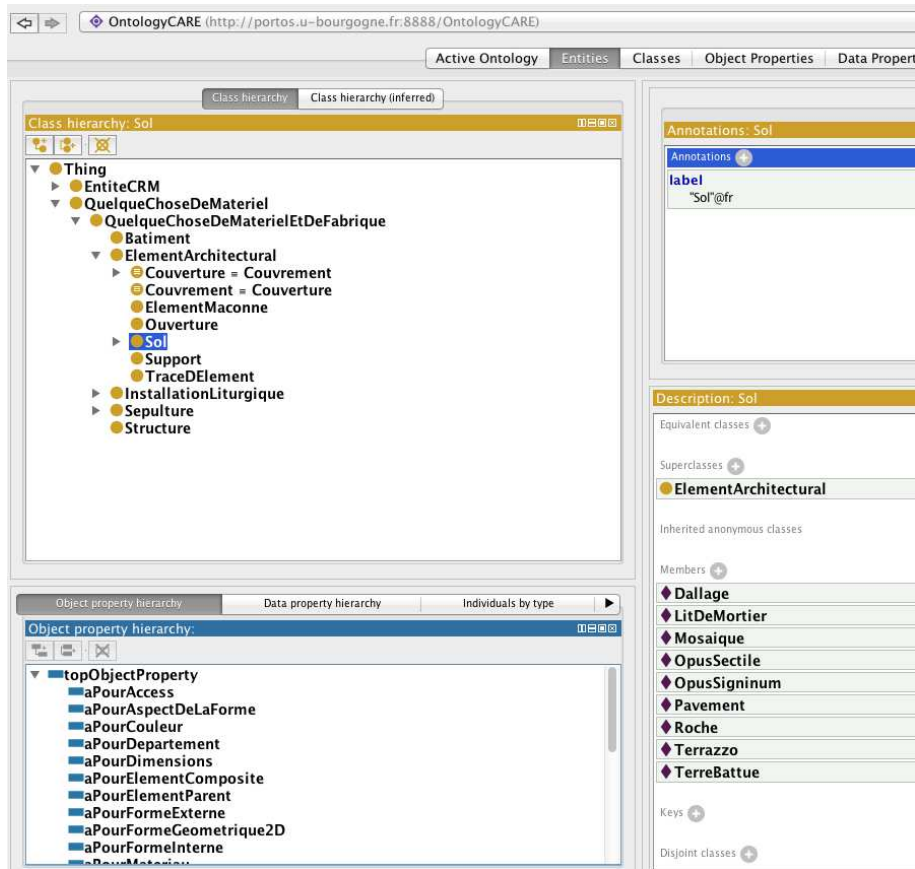 OntologyCARE (http://portos.u-bourgogne.fr:8888/OntologyCARE)
Active Ontology Entities Classes Object Properties Data Propert
Class hierarchy Class hierarchy (inferred)
Class hierarchy: Sol
Thing
EntiteCRM
QuelqueChoseDeMateriel
QuelqueChoseDeMaterielEtDeFabrique
Batiment
ElementArchitectural
Couverture = Couvrement
Couvrement = Couverture
ElementMaconne
Ouverture
Sol
Support
TraceDElement
InstallationLiturgique
Sepulture
Structure
Object property hierarchy Data property hierarchy Individuals by type
Object property hierarchy:
topObjectProperty
aPourAccess
aPourAspectDeLaForme
aPourCouleur
aPourDepartement
aPourDimensions
aPourElementComposite
aPourElementParent
aPourFormeExterne
aPourFormeGeometrique2D
aPourFormeInterne
aPourMateriau
Annotations: Sol
Annotations
label
"Sol"@fr
Description: Sol
Equivalent classes
Superclasses
ElementArchitectural
Inherited anonymous classes
Members
Dallage
LitDeMortier
Mosaique
OpusSectile
OpusSigninum
Pavement
Roche
Terrazzo
TerreBattue
Keys
Disjoint classes